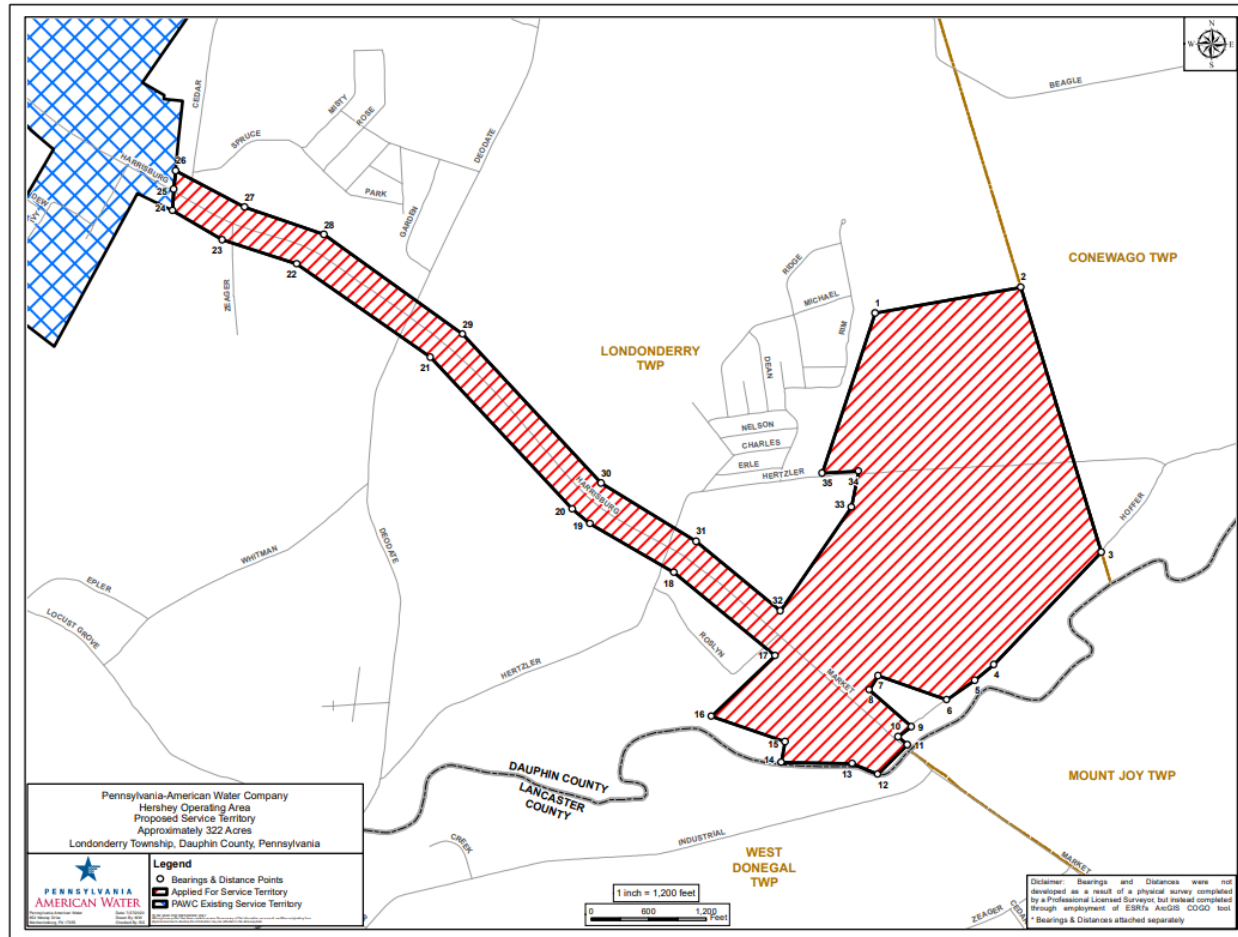 N
W E
S
BEAGLE
CEDAR
MISTY
ROSE
SPRUCE
DEODATE
HARRISBURG
PARK
GARDEN
DEW
IVY
ZEAGER
26
25
24
27
23
28
22
29
21
CONEWAGO TWP
2
1
RIDGE
MICHAEL
RIM
LONDONDERRY
TWP
DEAN
NELSON
CHARLES
ERLE
HERTZLER
35
34
33
30
HARRISBURG
20
19
31
18
HOFFER
3
32
DEODATE
WHITMAN
EPLER
LOCUST GROVE
HERTZLER
ROSLYN
17
MARKET
4
5
6
7
8
9
10
11
16
15
14
13
12
DAUPHIN COUNTY
LANCASTER
COUNTY
MOUNT JOY TWP
INDUSTRIAL
CREEK
WEST
DONEGAL
TWP
MARKET
ZEAGER
CEDAR
Pennsylvania-American Water Company
Hershey Operating Area
Proposed Service Territory
Approximately 322 Acres
Londonderry Township, Dauphin County, Pennsylvania
PENNSYLVANIA
AMERICAN WATER
Pennsylvania-American Water
Legend
Bearings & Distance Points
Applied For Service Territory
PAWC Existing Service Territory
1 inch = 1,200 feet
0 600 1,200
Feet
Disclaimer: Bearings and Distances were not
developed as a result of a physical survey completed
by a Professional Licensed Surveyor, but instead completed
through employment of ESRI's ArcGIS COGO tool.
* Bearings & Distances attached separately